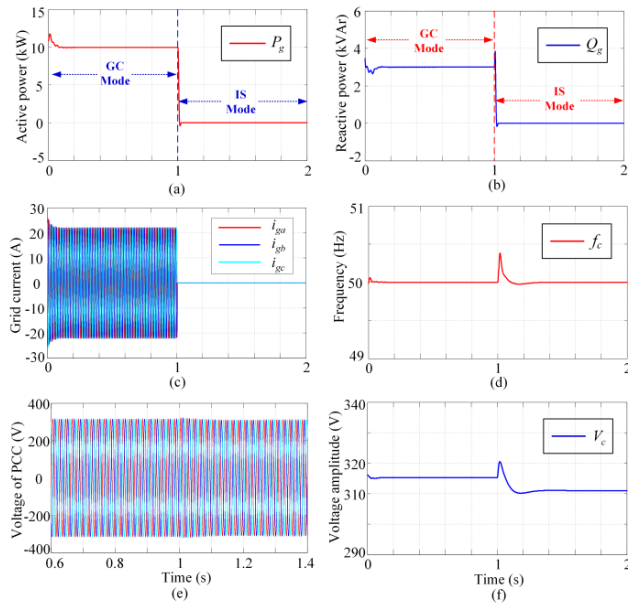 Active power (kW)
15
10
5
0
-5
P_g
GC
Mode
IS
Mode
0
1
2
(a)
Reactive power (kVAr)
6
4
2
0
-2
GC
Mode
Q_g
IS
Mode
0
1
2
(b)
Grid current (A)
30
20
10
0
-10
-20
-30
i_ga
i_gb
i_gc
0
1
2
(c)
Frequency (Hz)
51
50
49
f_c
0
1
2
(d)
Voltage of PCC (V)
400
200
0
-200
-400
0.6
0.8
1
1.2
1.4
Time (s)
(e)
Voltage amplitude (V)
340
320
310
290
V_c
0
1
2
Time (s)
(f)